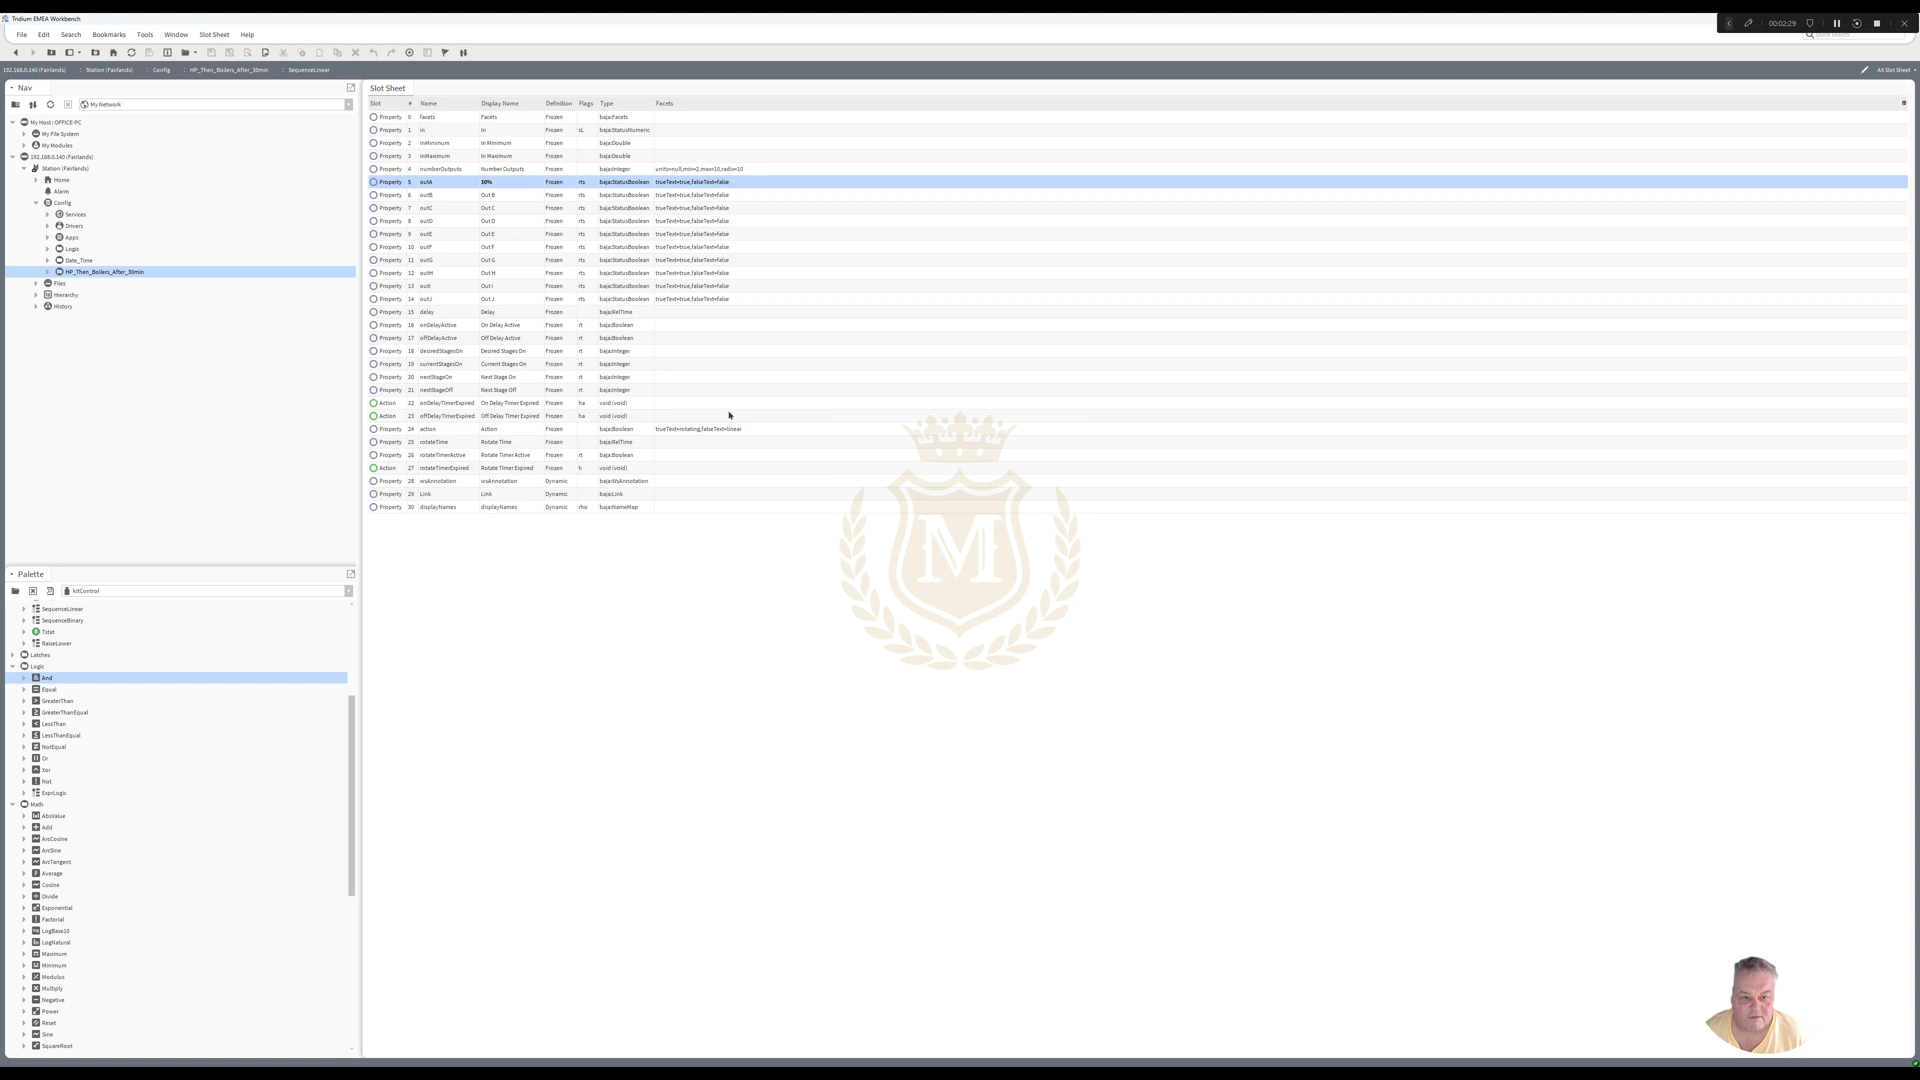 Tridium EMEA Workbench
00:02:29
File Edit Search Bookmarks Tools Window Slot Sheet Help
Quick Search
192.168.0.140 (Fairlands) : Station (Fairlands) : Config : HP_Then_Boilers_After_30min : SequenceLinear
AX Slot Sheet
Nav
My Network
My Host : OFFICE-PC
My File System
My Modules
192.168.0.140 (Fairlands)
Station (Fairlands)
Home
Alarm
Config
Services
Drivers
Apps
Logic
Date_Time
HP_Then_Boilers_After_30min
Files
Hierarchy
History
Palette
kitControl
SequenceLinear
SequenceBinary
Tstat
RaiseLower
Latches
Logic
And
Equal
GreaterThan
GreaterThanEqual
LessThan
LessThanEqual
NotEqual
Or
Xor
Not
ExprLogic
Math
AbsValue
Add
ArcCosine
ArcSine
ArcTangent
Average
Cosine
Divide
Exponential
Factorial
LogBase10
LogNatural
Maximum
Minimum
Modulus
Multiply
Negative
Power
Reset
Sine
SquareRoot
Slot Sheet
Slot # Name Display Name Definition Flags Type Facets
Property 0 facets Facets Frozen baja:Facets
Property 1 in In Frozen sL baja:StatusNumeric
Property 2 inMinimum In Minimum Frozen baja:Double
Property 3 inMaximum In Maximum Frozen baja:Double
Property 4 numberOutputs Number Outputs Frozen baja:Integer units=null,min=2,max=10,radix=10
Property 5 outA 10% Frozen rts baja:StatusBoolean trueText=true,falseText=false
Property 6 outB Out B Frozen rts baja:StatusBoolean trueText=true,falseText=false
Property 7 outC Out C Frozen rts baja:StatusBoolean trueText=true,falseText=false
Property 8 outD Out D Frozen rts baja:StatusBoolean trueText=true,falseText=false
Property 9 outE Out E Frozen rts baja:StatusBoolean trueText=true,falseText=false
Property 10 outF Out F Frozen rts baja:StatusBoolean trueText=true,falseText=false
Property 11 outG Out G Frozen rts baja:StatusBoolean trueText=true,falseText=false
Property 12 outH Out H Frozen rts baja:StatusBoolean trueText=true,falseText=false
Property 13 outI Out I Frozen rts baja:StatusBoolean trueText=true,falseText=false
Property 14 outJ Out J Frozen rts baja:StatusBoolean trueText=true,falseText=false
Property 15 delay Delay Frozen baja:RelTime
Property 16 onDelayActive On Delay Active Frozen rt baja:Boolean
Property 17 offDelayActive Off Delay Active Frozen rt baja:Boolean
Property 18 desiredStagesOn Desired Stages On Frozen rt baja:Integer
Property 19 currentStagesOn Current Stages On Frozen rt baja:Integer
Property 20 nextStageOn Next Stage On Frozen rt baja:Integer
Property 21 nextStageOff Next Stage Off Frozen rt baja:Integer
Action 22 onDelayTimerExpired On Delay Timer Expired Frozen ha void (void)
Action 23 offDelayTimerExpired Off Delay Timer Expired Frozen ha void (void)
Property 24 action Action Frozen baja:Boolean trueText=rotating,falseText=linear
Property 25 rotateTime Rotate Time Frozen baja:RelTime
Property 26 rotateTimerActive Rotate Timer Active Frozen rt baja:Boolean
Action 27 rotateTimerExpired Rotate Timer Expired Frozen h void (void)
Property 28 wsAnnotation wsAnnotation Dynamic baja:WsAnnotation
Property 29 Link Link Dynamic baja:Link
Property 30 displayNames displayNames Dynamic rho baja:NameMap
M